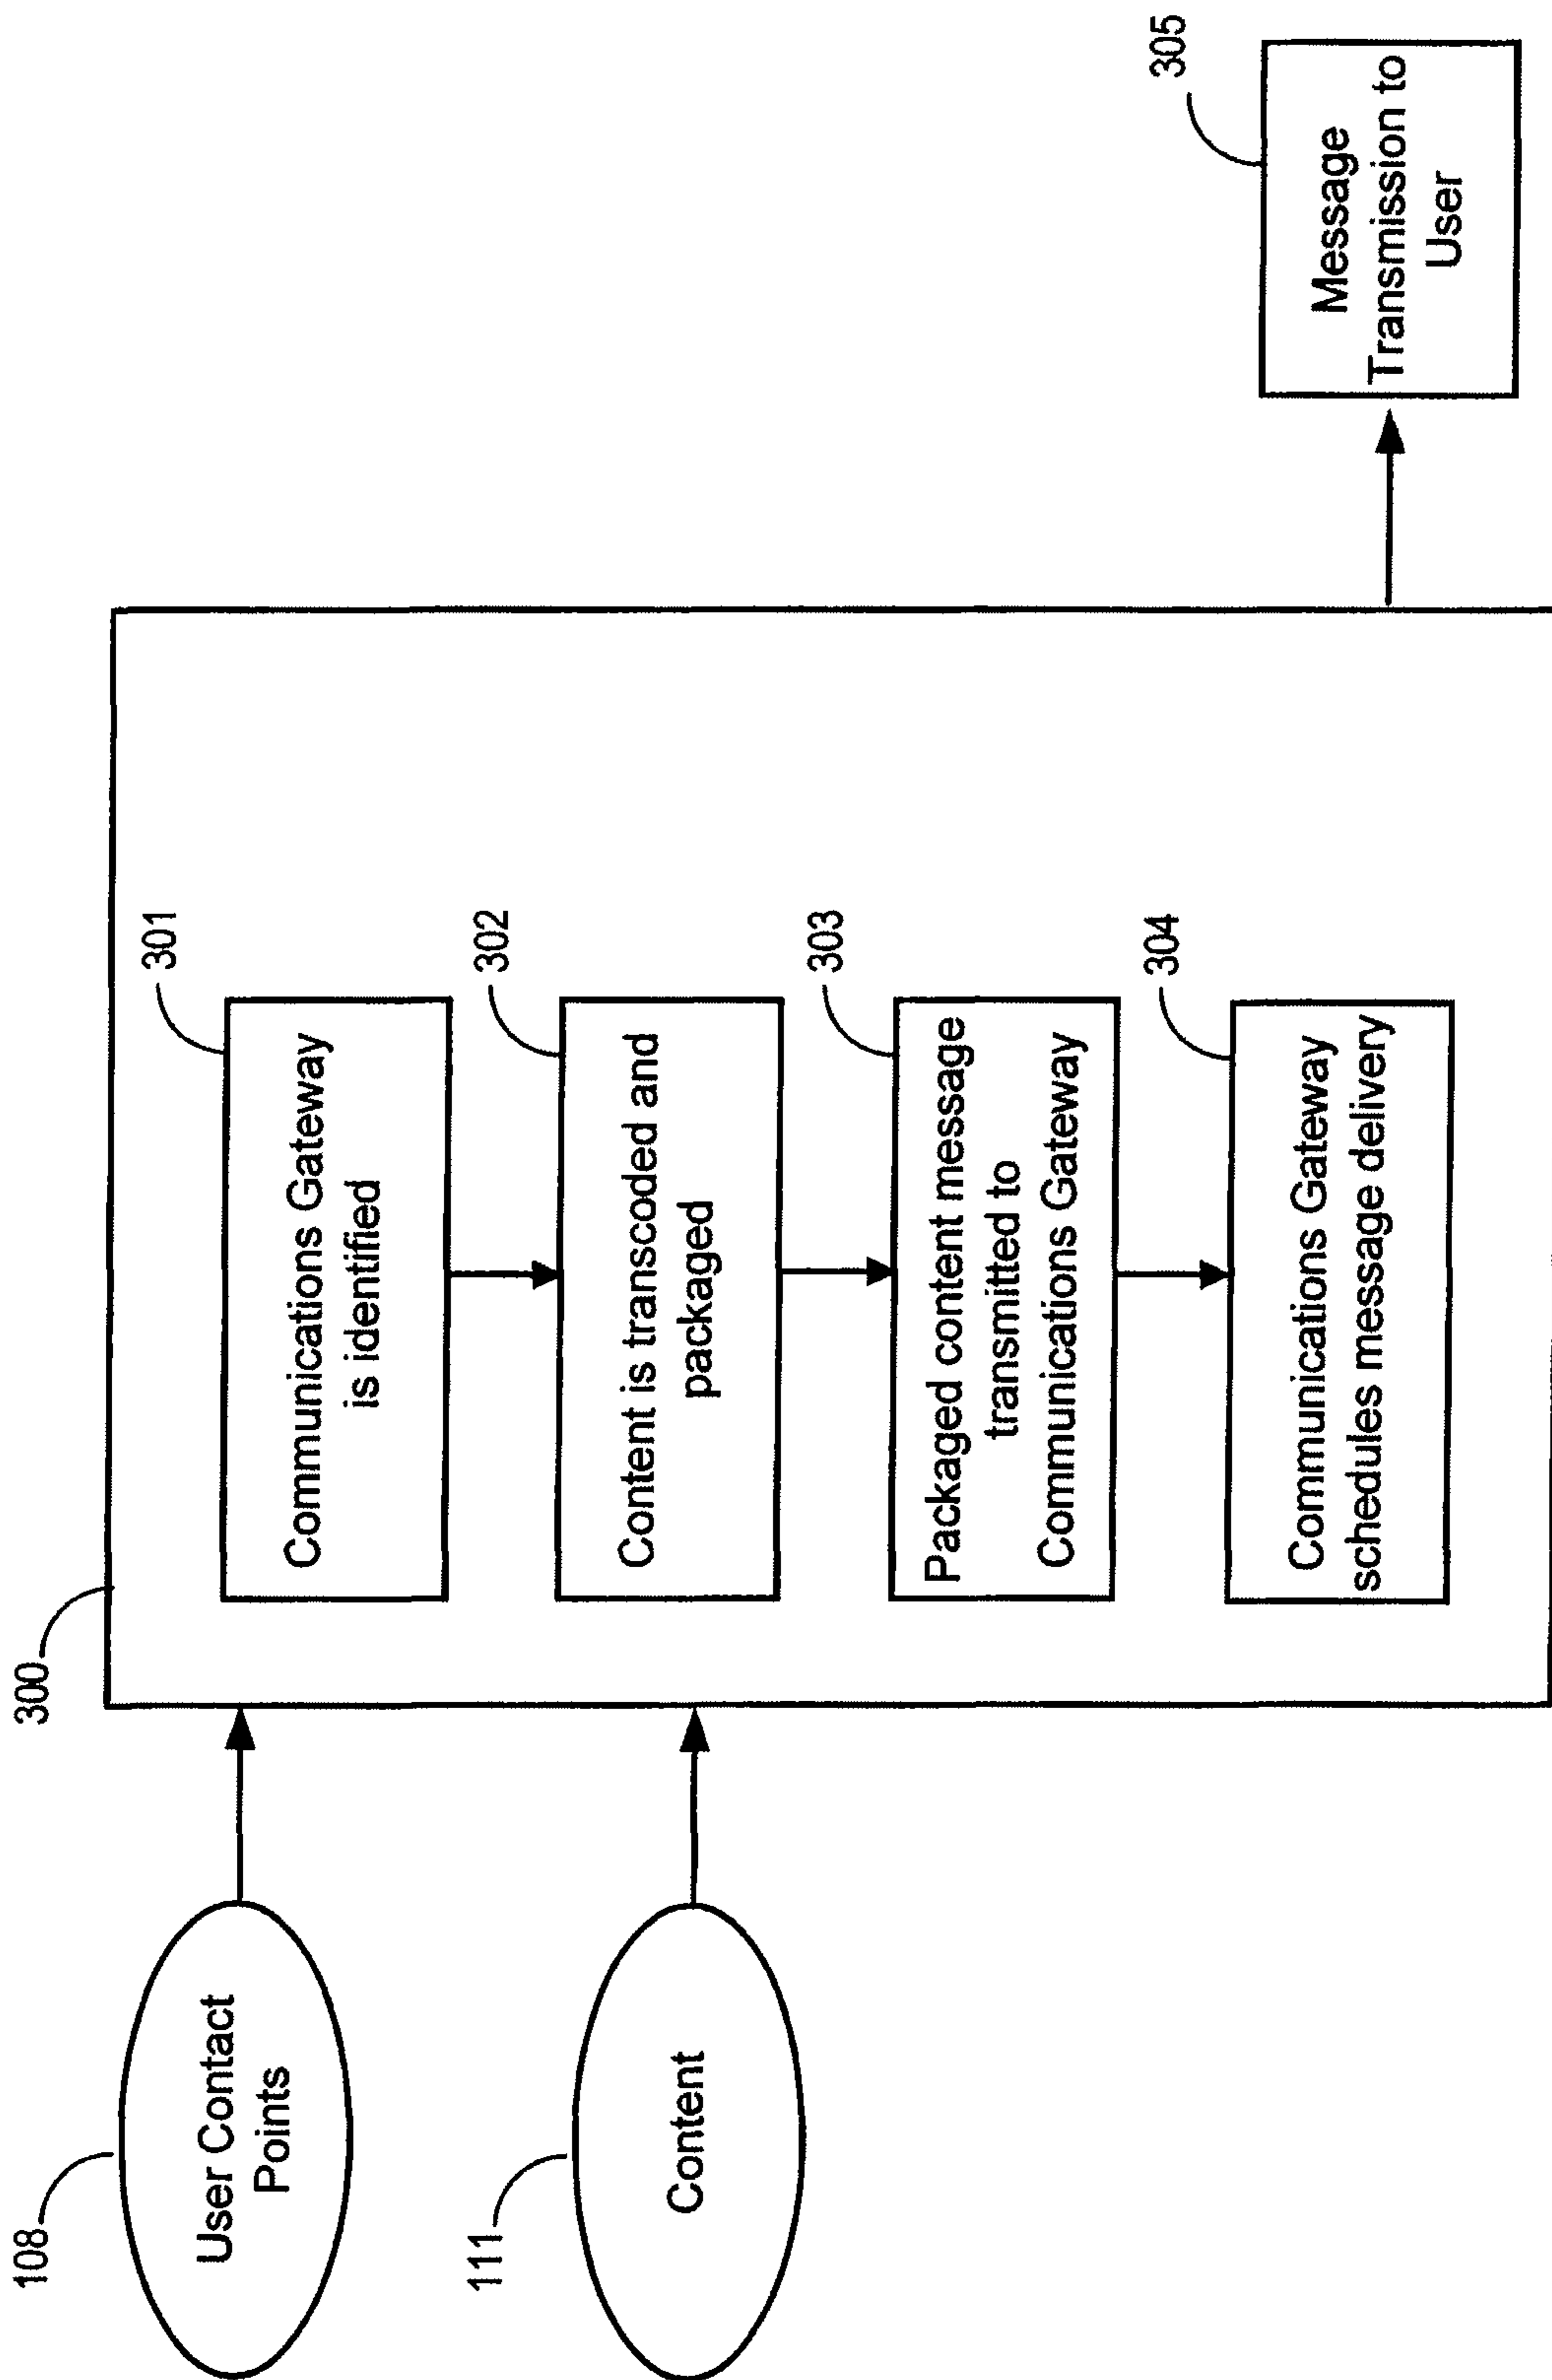 108
User Contact
Points
111
Content
300
301
Communications Gateway
is identified
302
Content is transcoded and
packaged
303
Packaged content message
transmitted to
Communications Gateway
304
Communications Gateway
schedules message delivery
305
Message
Transmission to
User